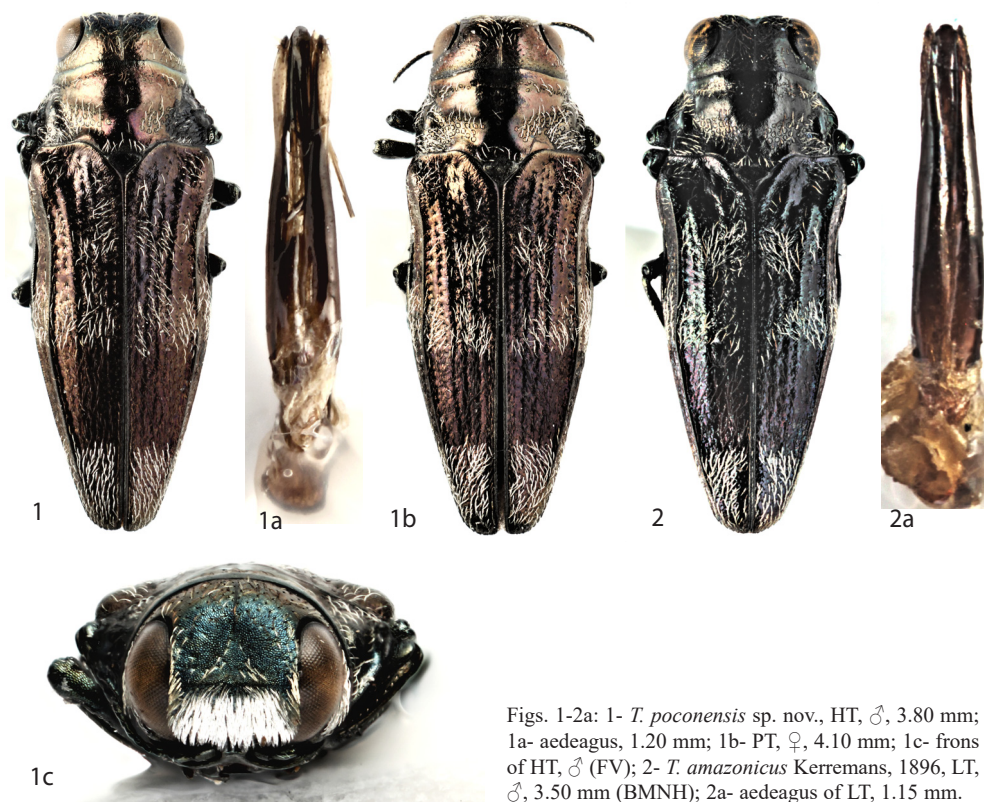 1
1a
1b
2
2a
1c
Figs. 1-2a: 1- T. poconensis sp. nov., HT, ♂, 3.80 mm;
1a- aedeagus, 1.20 mm; 1b- PT, ♀, 4.10 mm; 1c- frons
of HT, ♂ (FV); 2- T. amazonicus Kerremans, 1896, LT,
♂, 3.50 mm (BMNH); 2a- aedeagus of LT, 1.15 mm.